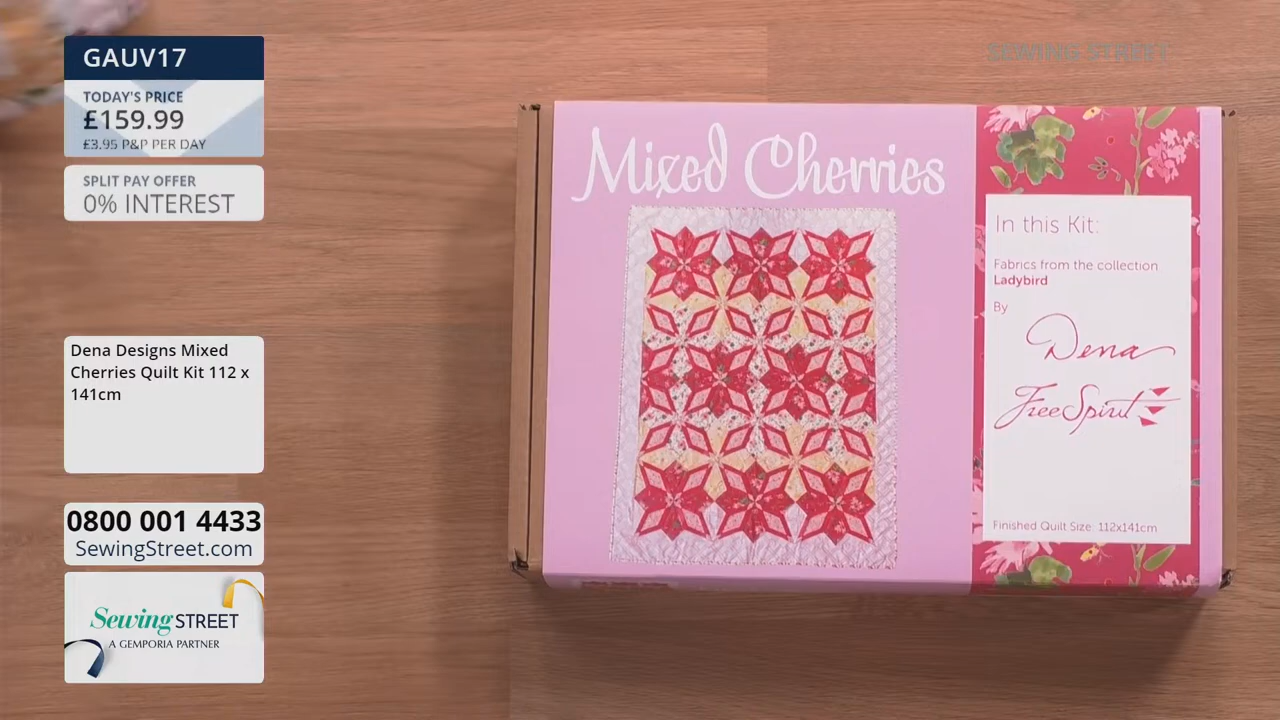 GAUV17
TODAY'S PRICE
£159.99
£3.95 P&P PER DAY
SPLIT PAY OFFER
0% INTEREST
Dena Designs Mixed
Cherries Quilt Kit 112 x
141cm
0800 001 4433
SewingStreet.com
Sewing STREET
A GEMPORIA PARTNER
SEWING STREET
Mixed Cherries
In this Kit:
Fabrics from the collection
Ladybird
By
Dena
FreeSpirit
Finished Quilt Size: 112x141cm